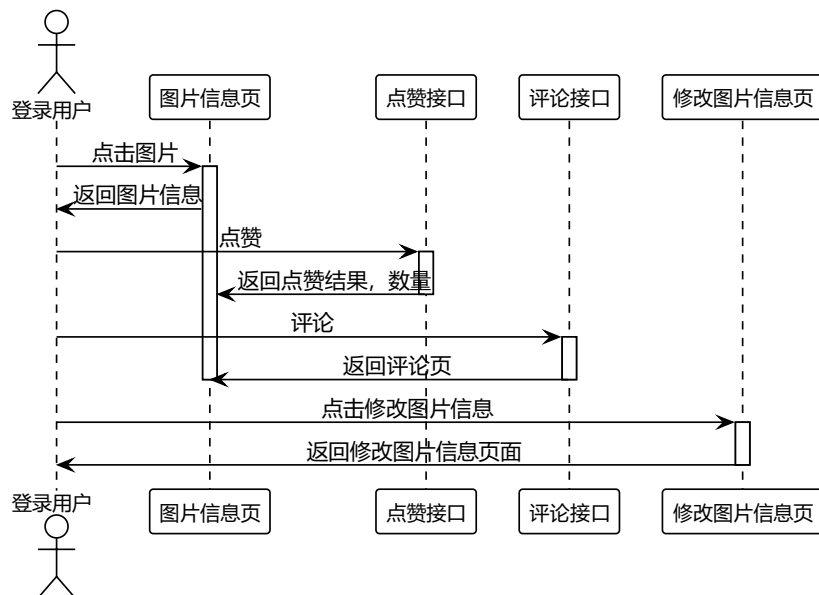 登录用户
图片信息页
点赞接口
评论接口
修改图片信息页
点击图片
返回图片信息
点赞
返回点赞结果，数量
评论
返回评论页
点击修改图片信息
返回修改图片信息页面
登录用户
图片信息页
点赞接口
评论接口
修改图片信息页